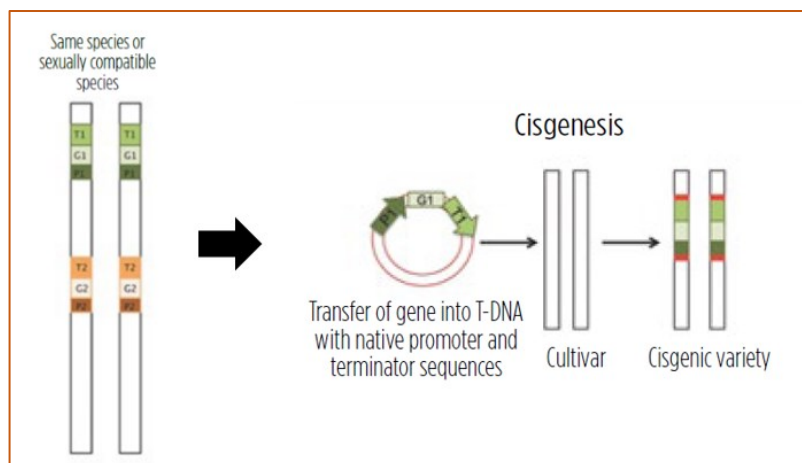 Same species or
sexually compatible
species
T1 T1
G1 G1
P1 P1
T2 T2
G2 G2
P2 P2
Cisgenesis
P1 G1 T1
Transfer of gene into T-DNA
with native promoter and
terminator sequences
Cultivar
Cisgenic variety